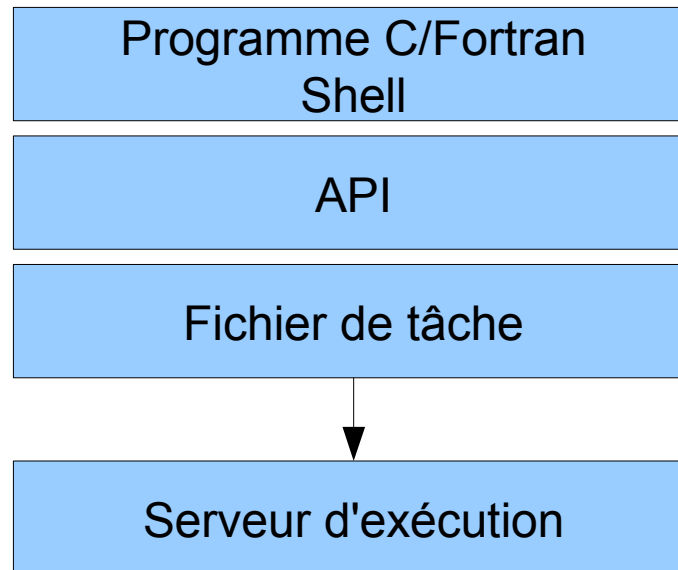 Programme C/Fortran
Shell
API
Fichier de tâche
Serveur d'exécution